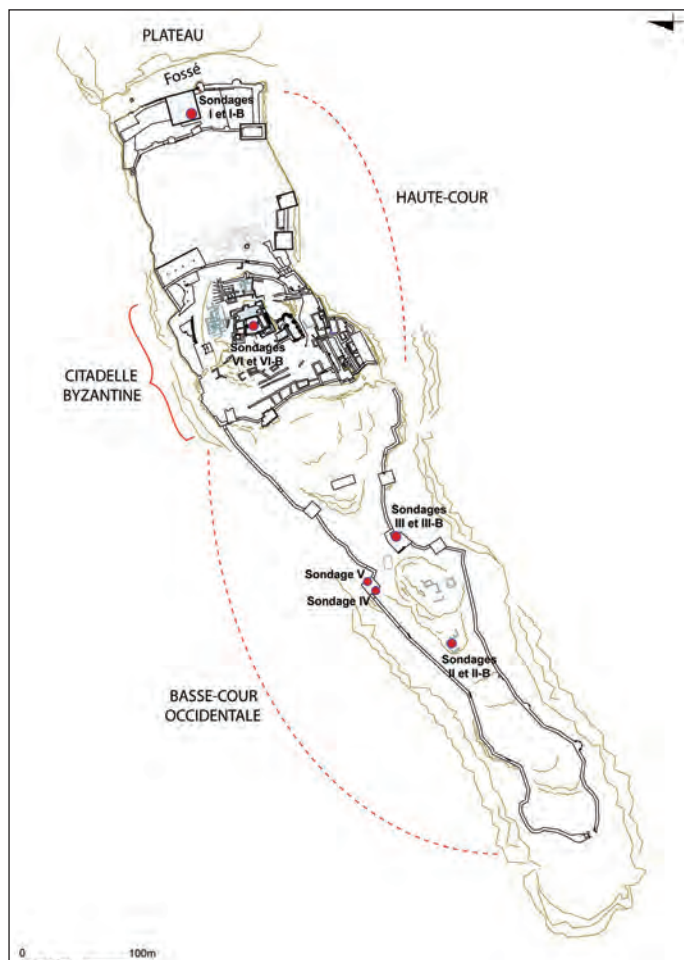 PLATEAU
Fossé
Sondages
I et I-B
HAUTE-COUR
Sondages
VI et VI-B
CITADELLE
BYZANTINE
Sondages
III et III-B
Sondage V
Sondage IV
Sondages
II et II-B
BASSE-COUR
OCCIDENTALE
0 100m